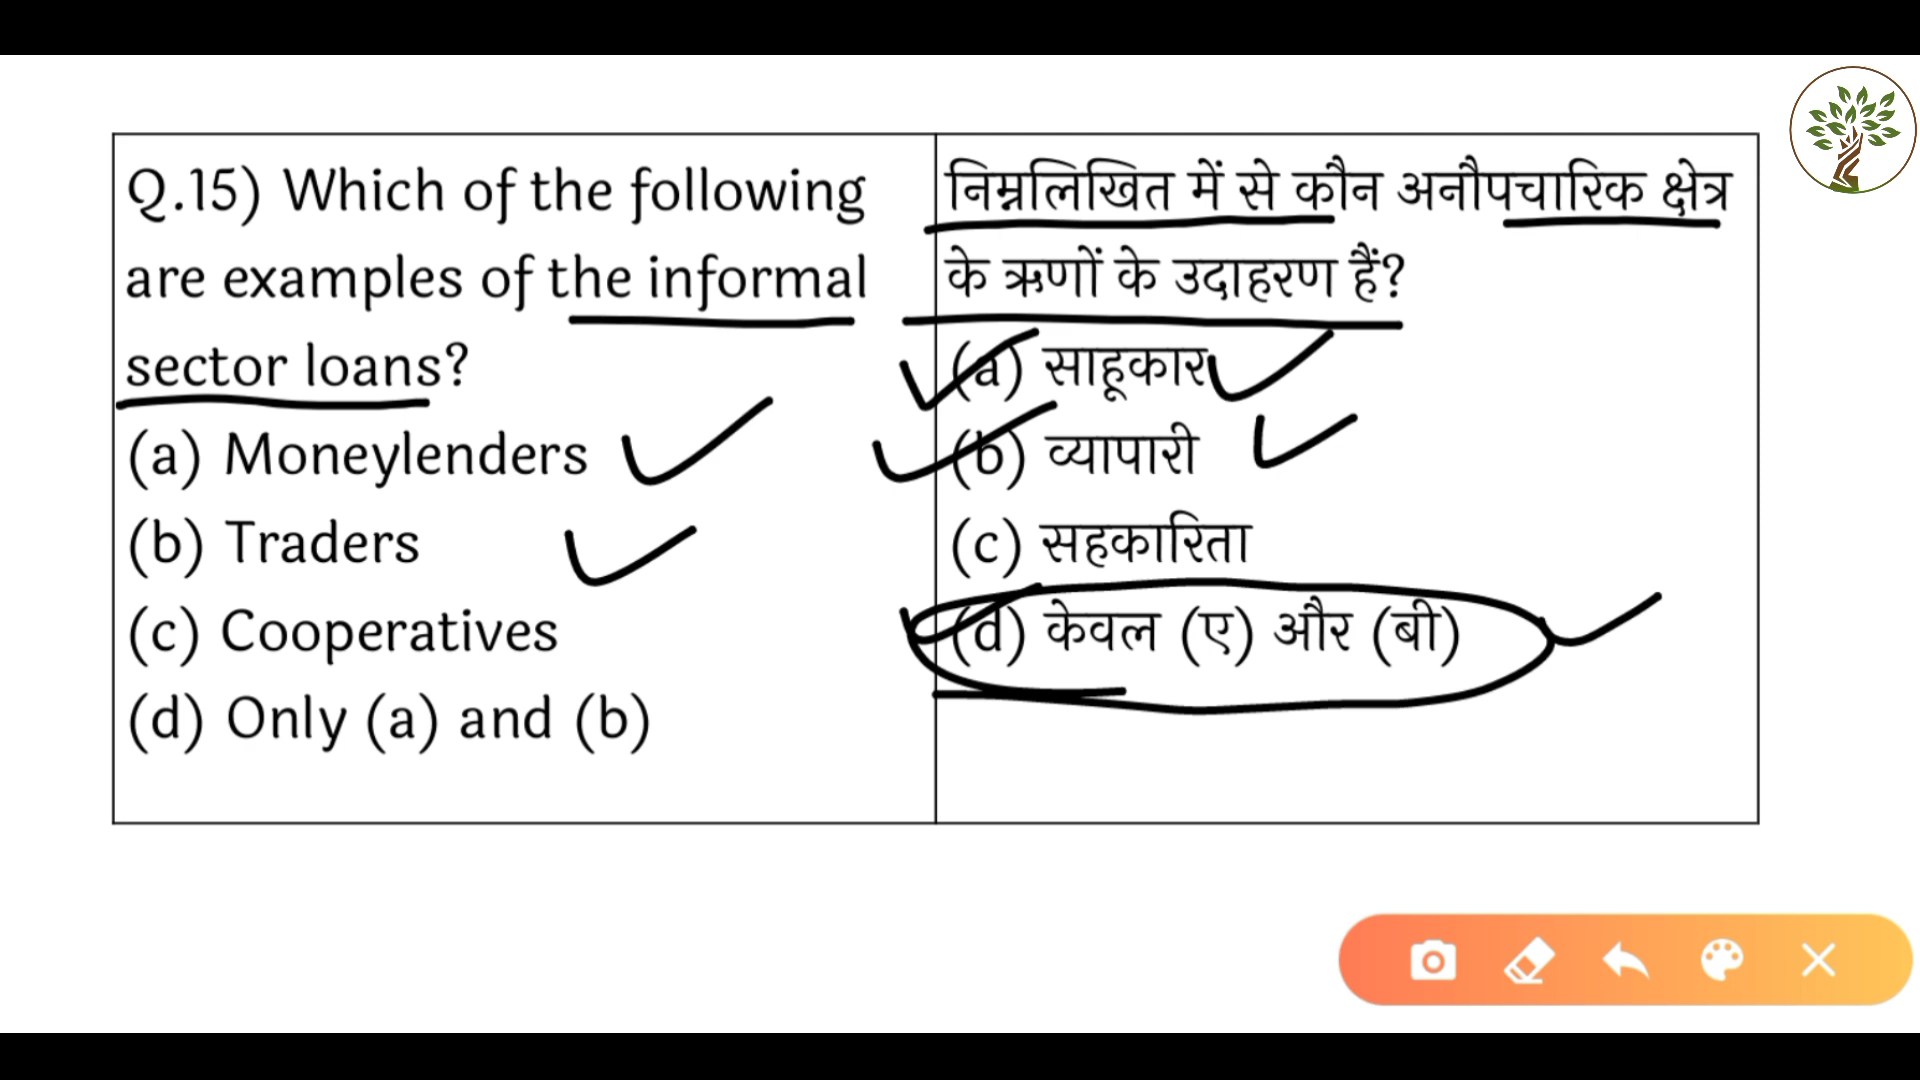 Q.15) Which of the following
are examples of the informal
sector loans?
(a) Moneylenders
(b) Traders
(c) Cooperatives
(d) Only (a) and (b)
निम्नलिखित में से कौन अनौपचारिक क्षेत्र
के ऋणों के उदाहरण हैं?
(a) साहूकार
(b) व्यापारी
(c) सहकारिता
(d) केवल (ए) और (बी)